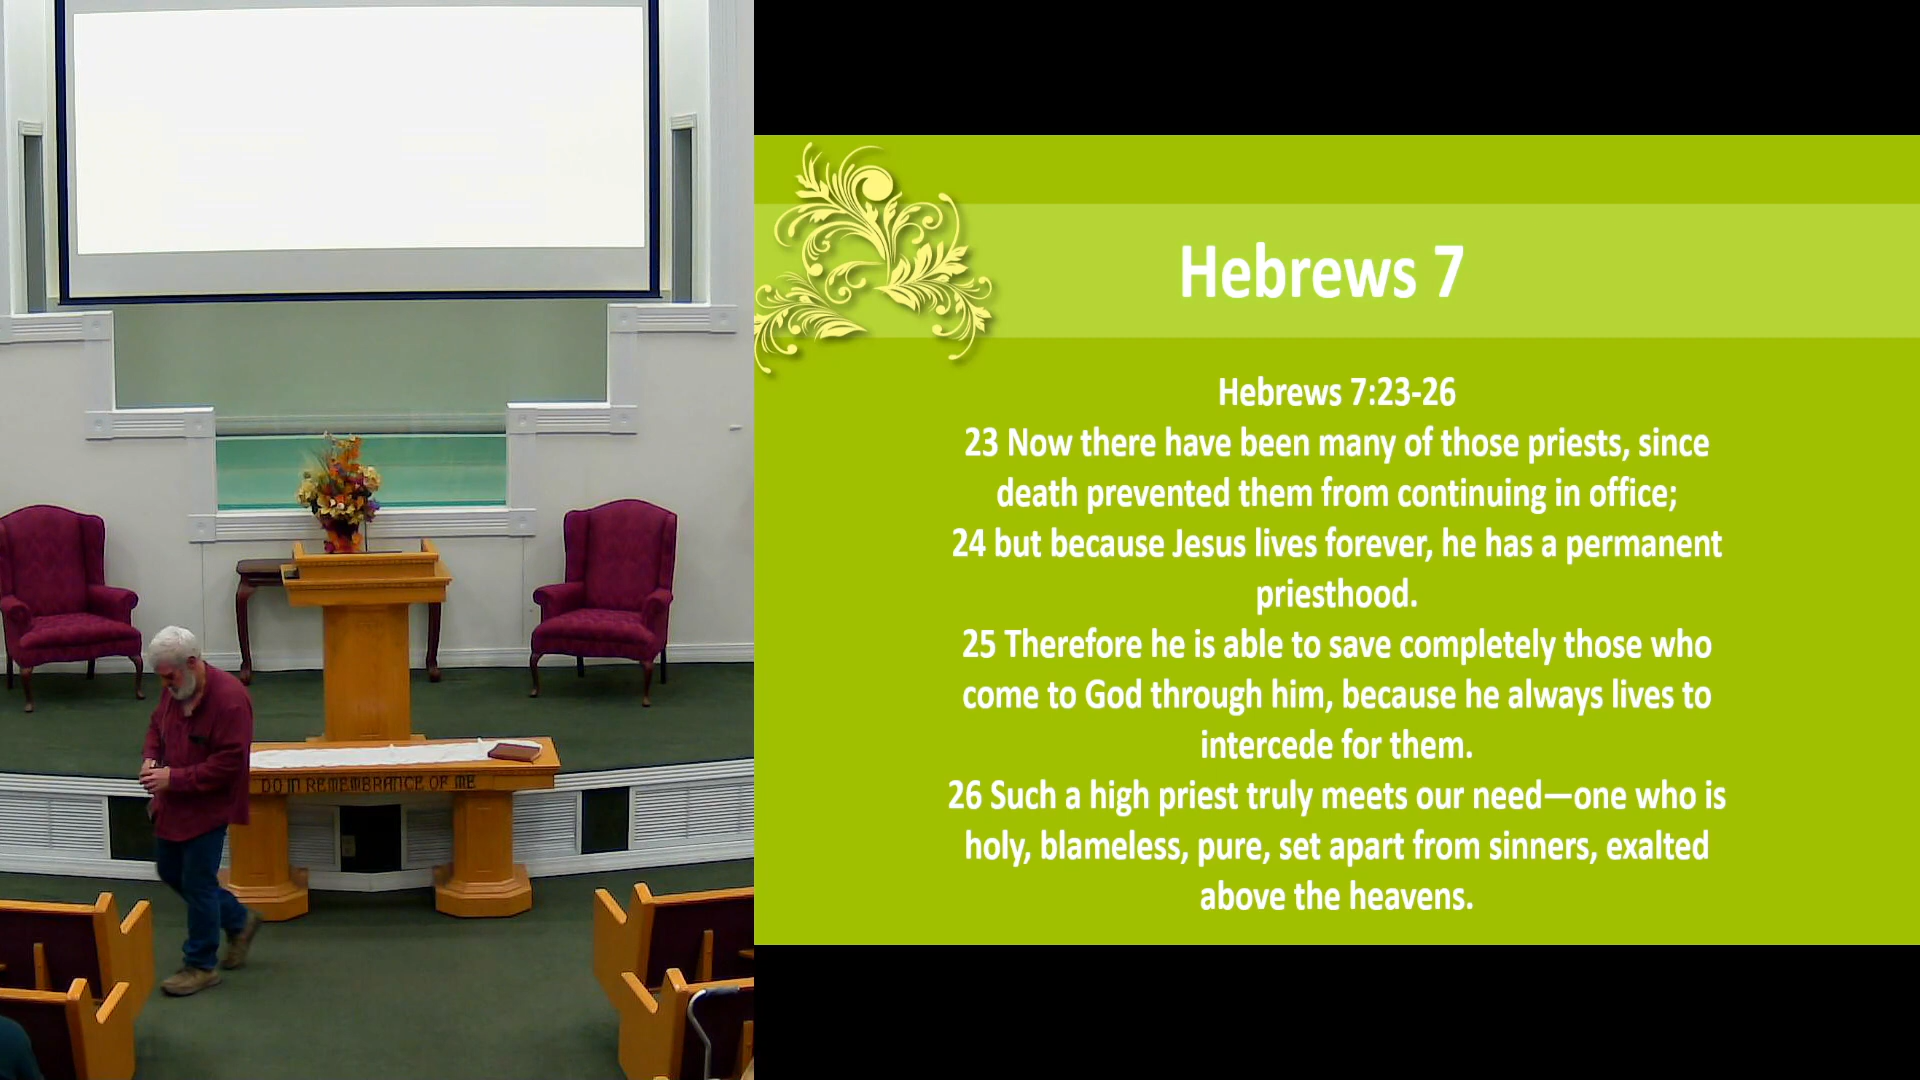 Hebrews 7
Hebrews 7:23-26
23 Now there have been many of those priests, since
death prevented them from continuing in office;
24 but because Jesus lives forever, he has a permanent
priesthood.
25 Therefore he is able to save completely those who
come to God through him, because he always lives to
intercede for them.
26 Such a high priest truly meets our need—one who is
holy, blameless, pure, set apart from sinners, exalted
above the heavens.
DO IN REMEMBRANCE OF ME